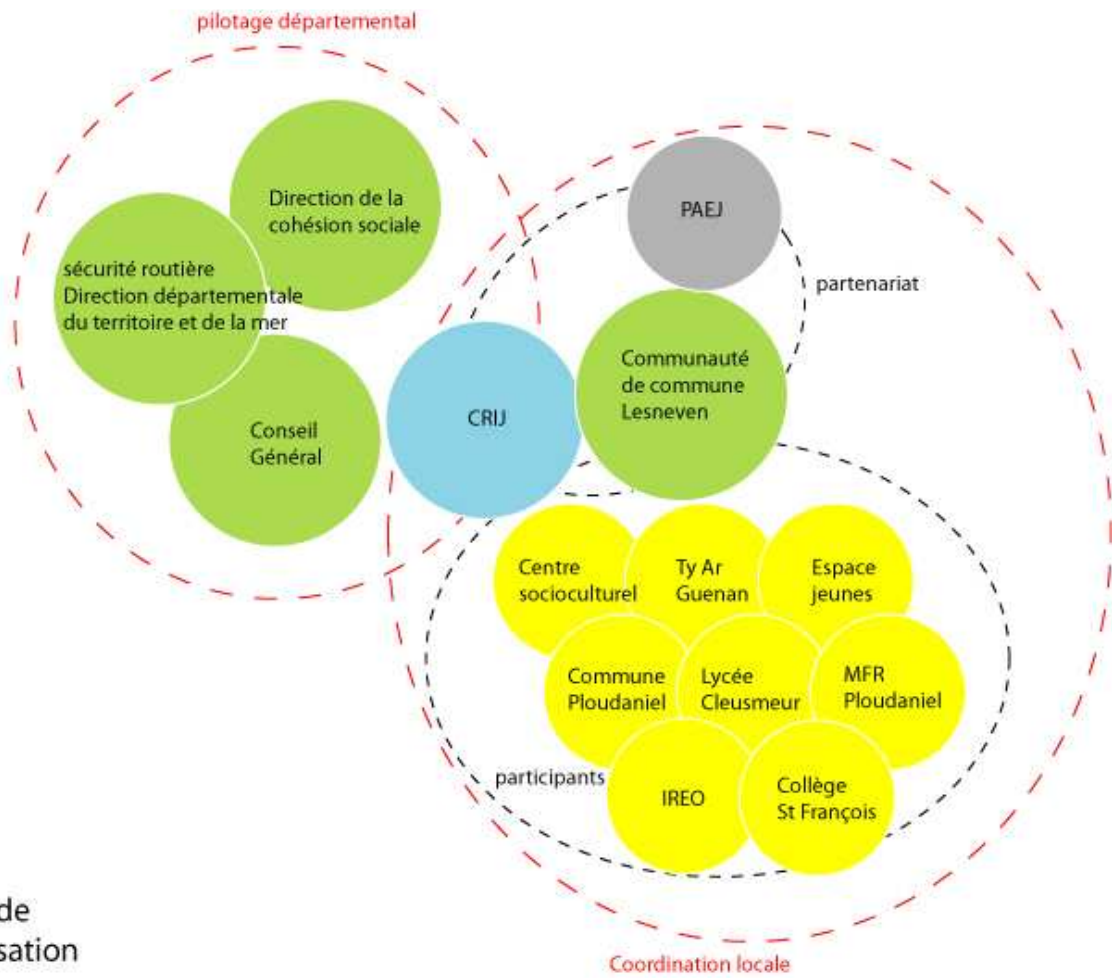 pilotage départemental
Direction de la
cohésion sociale
sécurité routière
Direction départementale
du territoire et de la mer
Conseil
Général
CRIJ
PAEJ
partenariat
Communauté
de commune
Lesneven
Centre
socioculturel
Ty Ar
Guenan
Espace
jeunes
Commune
Ploudaniel
Lycée
Cleusmeur
MFR
Ploudaniel
participants
IREO
Collège
St François
de
sation
Coordination locale